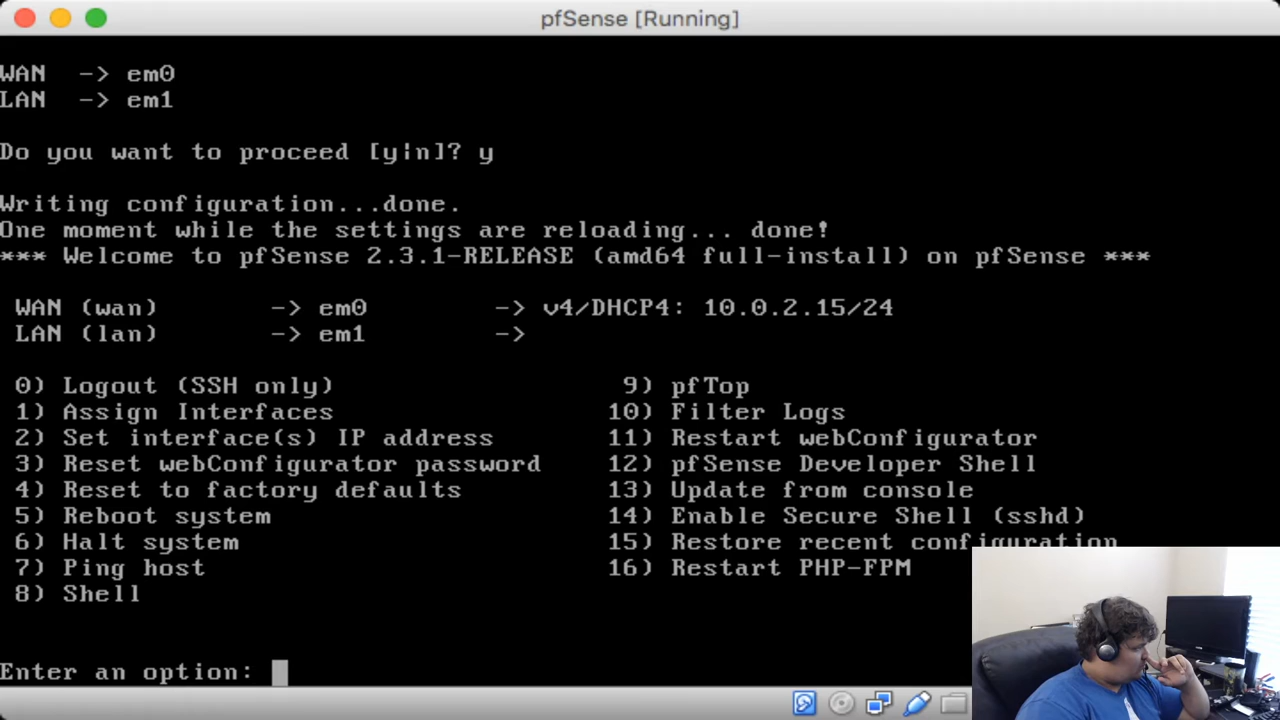 pfSense [Running]
WAN -> em0
LAN -> em1
Do you want to proceed [y|n]? y
Writing configuration...done.
One moment while the settings are reloading... done!
*** Welcome to pfSense 2.3.1-RELEASE (amd64 full-install) on pfSense ***
WAN (wan) -> em0 -> v4/DHCP4: 10.0.2.15/24
LAN (lan) -> em1 ->
0) Logout (SSH only) 9) pfTop
1) Assign Interfaces 10) Filter Logs
2) Set interface(s) IP address 11) Restart webConfigurator
3) Reset webConfigurator password 12) pfSense Developer Shell
4) Reset to factory defaults 13) Update from console
5) Reboot system 14) Enable Secure Shell (sshd)
6) Halt system 15) Restore recent configuration
7) Ping host 16) Restart PHP-FPM
8) Shell
Enter an option: